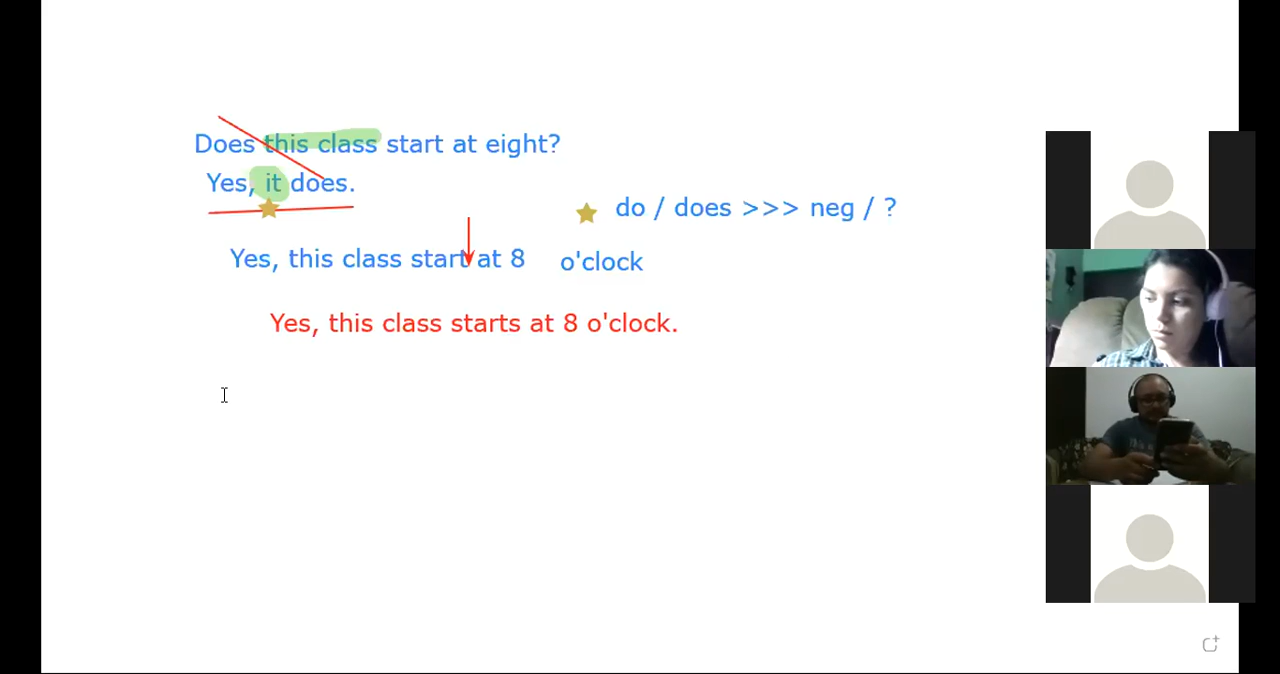 Does this class start at eight?
Yes, it does.
do / does >>> neg / ?
Yes, this class start at 8 o'clock
Yes, this class starts at 8 o'clock.